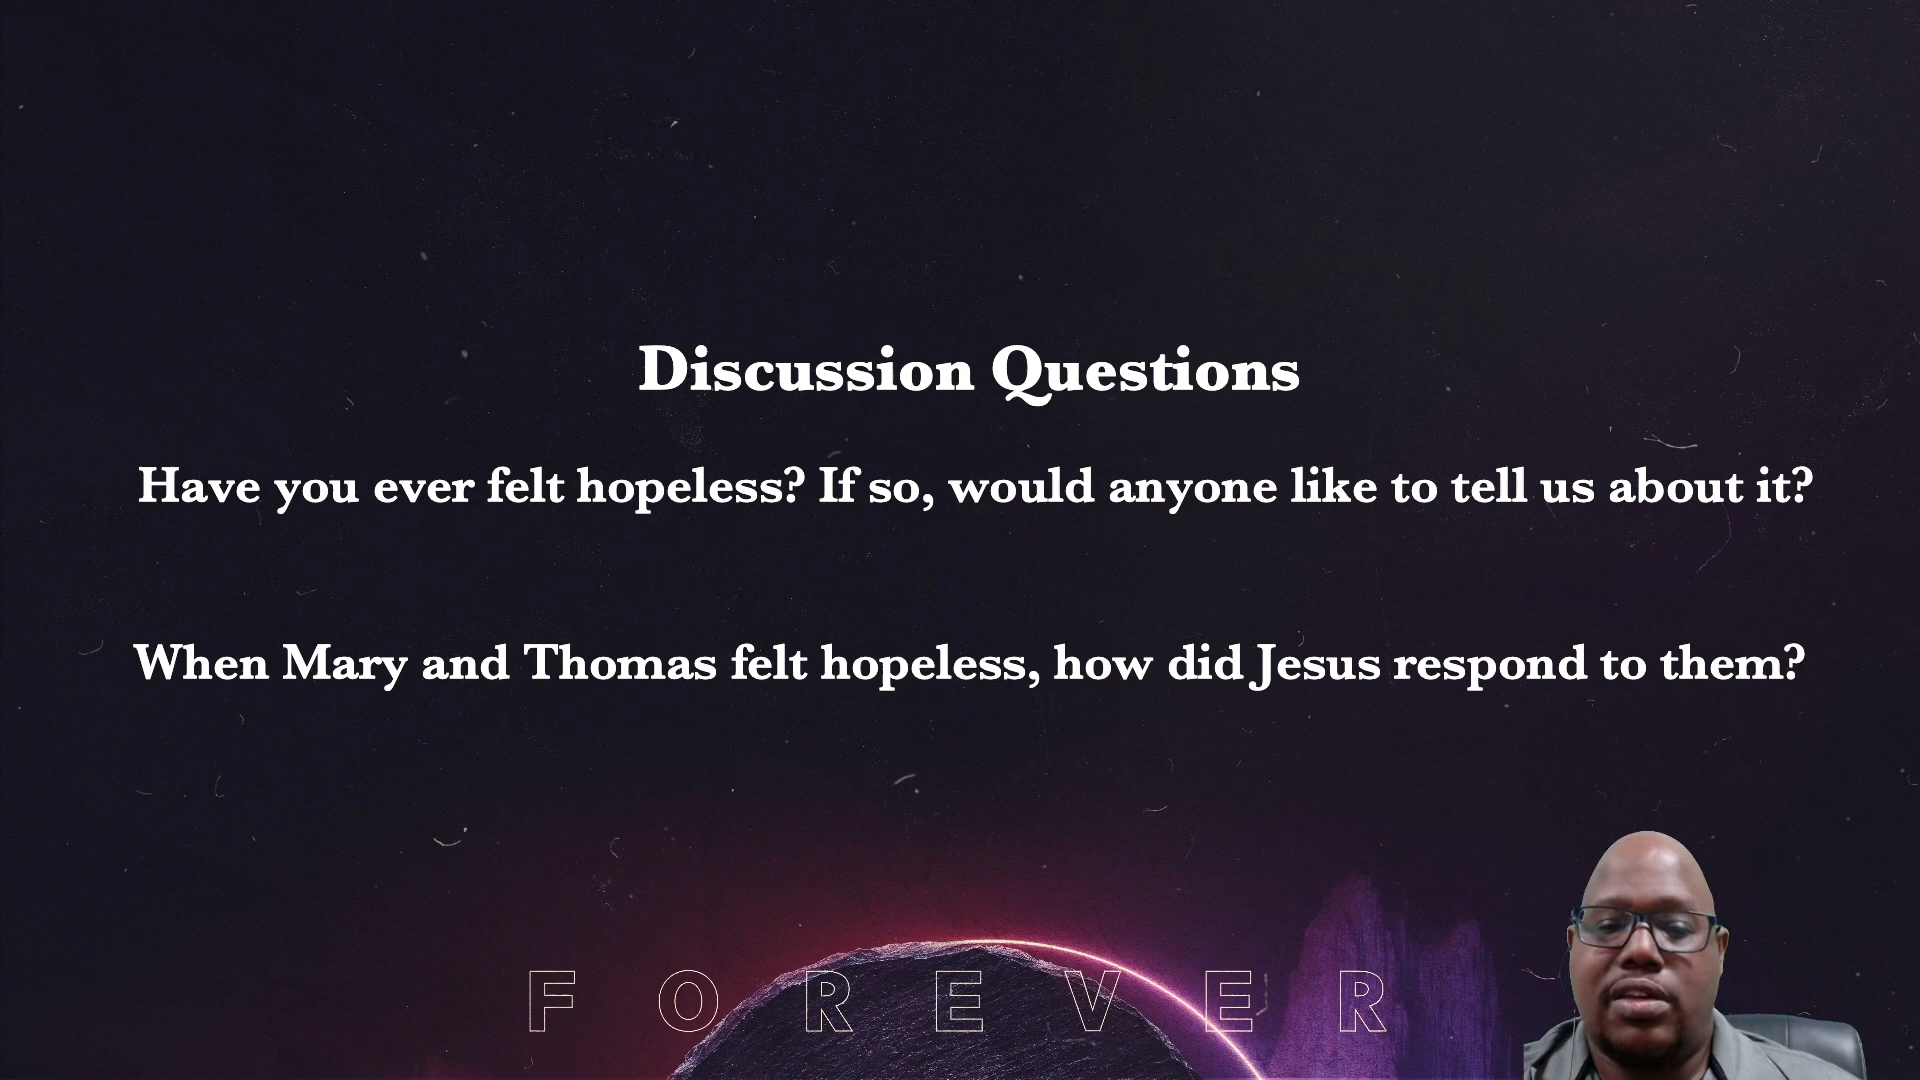 Discussion Questions
Have you ever felt hopeless? If so, would anyone like to tell us about it?
When Mary and Thomas felt hopeless, how did Jesus respond to them?
FOREVER